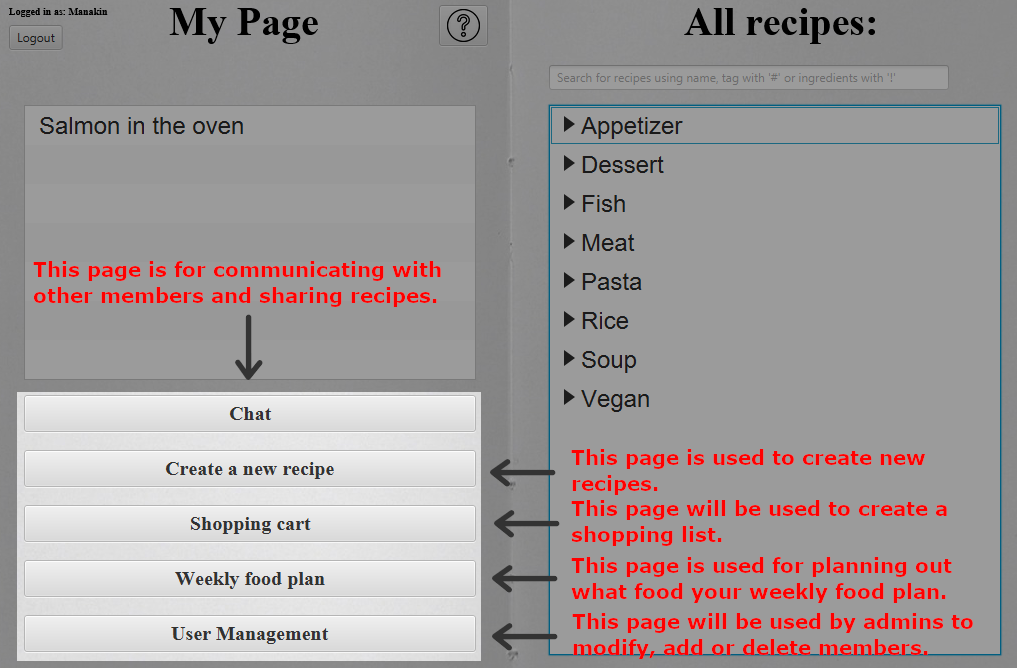 Logged in as: Manakin
Logout
My Page
?
Salmon in the oven
This page is for communicating with
other members and sharing recipes.
Chat
Create a new recipe
Shopping cart
Weekly food plan
User Management
All recipes:
Search for recipes using name, tag with '#' or ingredients with '!'
Appetizer
Dessert
Fish
Meat
Pasta
Rice
Soup
Vegan
This page is used to create new
recipes.
This page will be used to create a
shopping list.
This page is used for planning out
what food your weekly food plan.
This page will be used by admins to
modify, add or delete members.